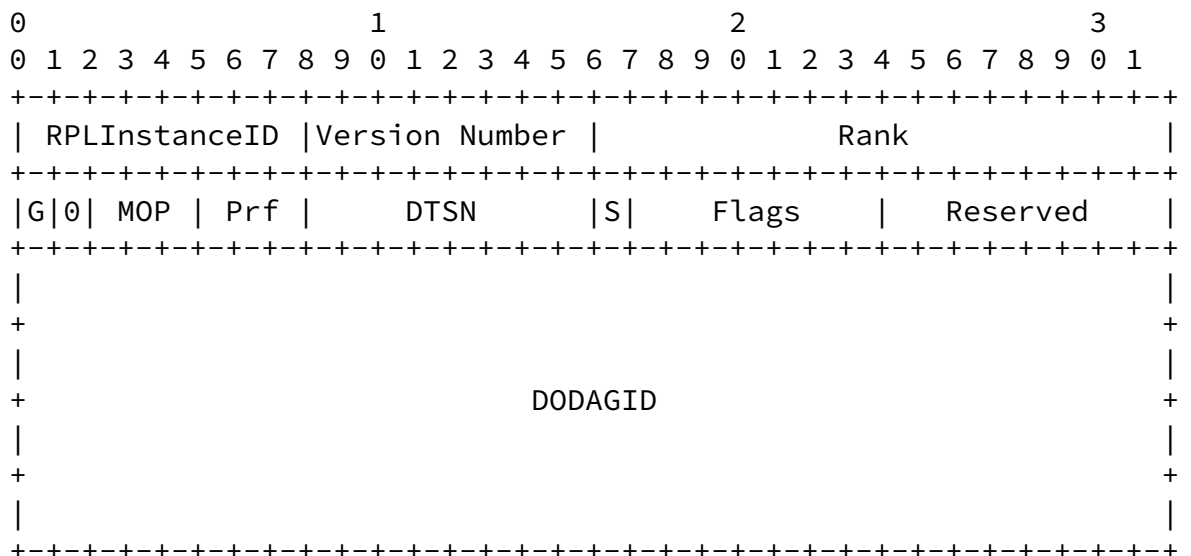 0                   1                   2                   3
0 1 2 3 4 5 6 7 8 9 0 1 2 3 4 5 6 7 8 9 0 1 2 3 4 5 6 7 8 9 0 1
+-+-+-+-+-+-+-+-+-+-+-+-+-+-+-+-+-+-+-+-+-+-+-+-+-+-+-+-+-+-+-+-+
| RPLInstanceID |Version Number |             Rank              |
+-+-+-+-+-+-+-+-+-+-+-+-+-+-+-+-+-+-+-+-+-+-+-+-+-+-+-+-+-+-+-+-+
|G|0| MOP | Prf |     DTSN      |S|    Flags    |   Reserved    |
+-+-+-+-+-+-+-+-+-+-+-+-+-+-+-+-+-+-+-+-+-+-+-+-+-+-+-+-+-+-+-+-+
|                                                               |
+                                                               +
|                                                               |
+                            DODAGID                            +
|                                                               |
+                                                               +
|                                                               |
+-+-+-+-+-+-+-+-+-+-+-+-+-+-+-+-+-+-+-+-+-+-+-+-+-+-+-+-+-+-+-+-+